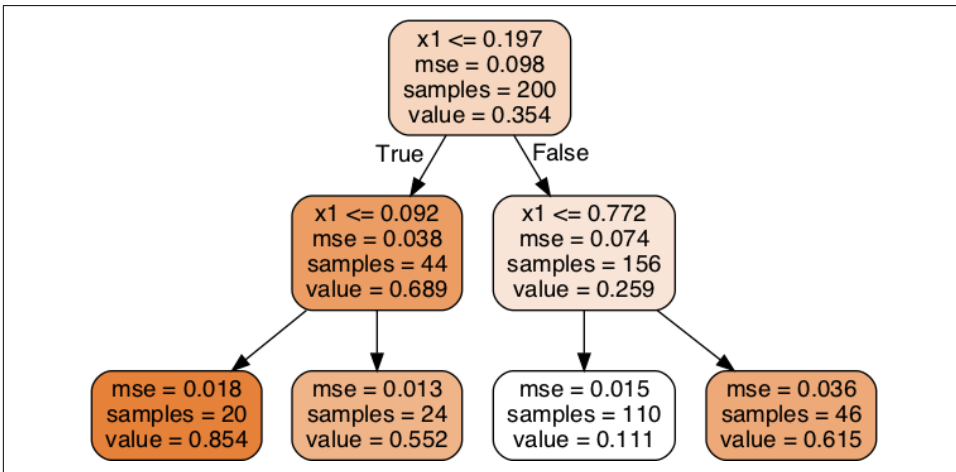 x1 <= 0.197
mse = 0.098
samples = 200
value = 0.354
True
False
x1 <= 0.092
mse = 0.038
samples = 44
value = 0.689
x1 <= 0.772
mse = 0.074
samples = 156
value = 0.259
mse = 0.018
samples = 20
value = 0.854
mse = 0.013
samples = 24
value = 0.552
mse = 0.015
samples = 110
value = 0.111
mse = 0.036
samples = 46
value = 0.615